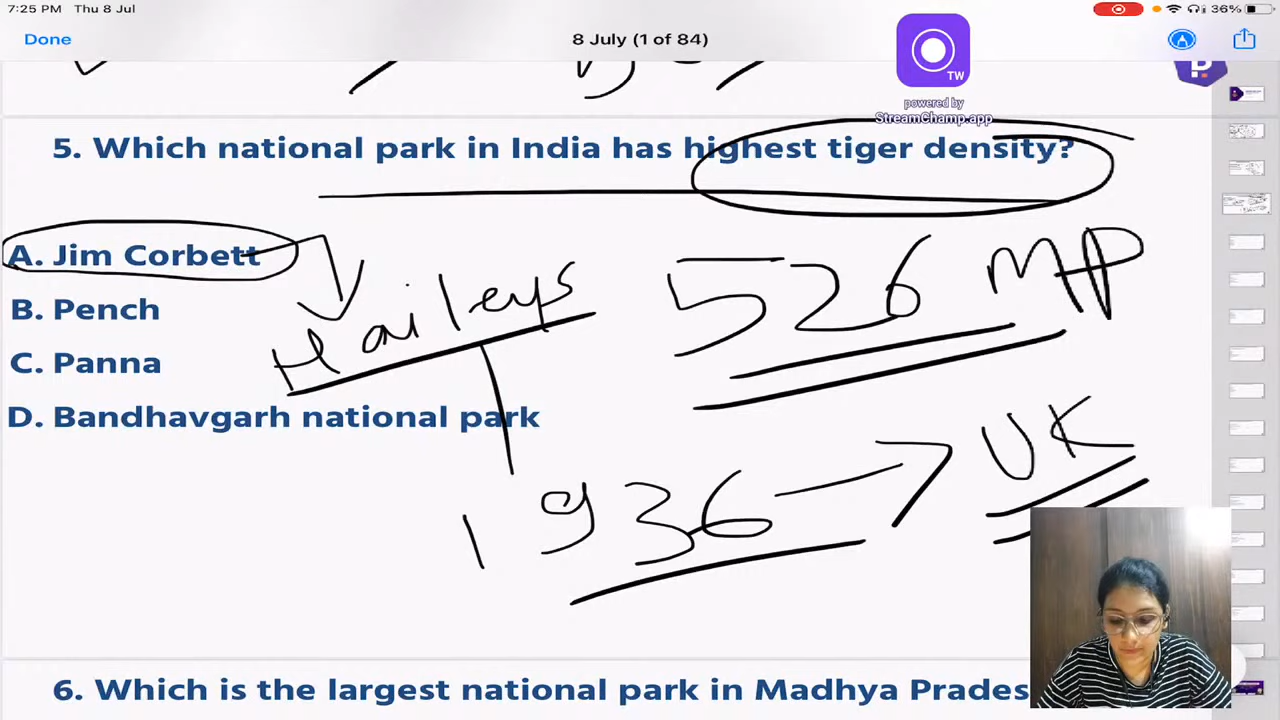 7:25 PM Thu 8 Jul
36%
Done
8 July (1 of 84)
TW
powered by
StreamChamp.app
5. Which national park in India has highest tiger density?
A. Jim Corbett
B. Pench
C. Panna
D. Bandhavgarh national park
Haileys
526 MP
1936 → UK
6. Which is the largest national park in Madhya Prades